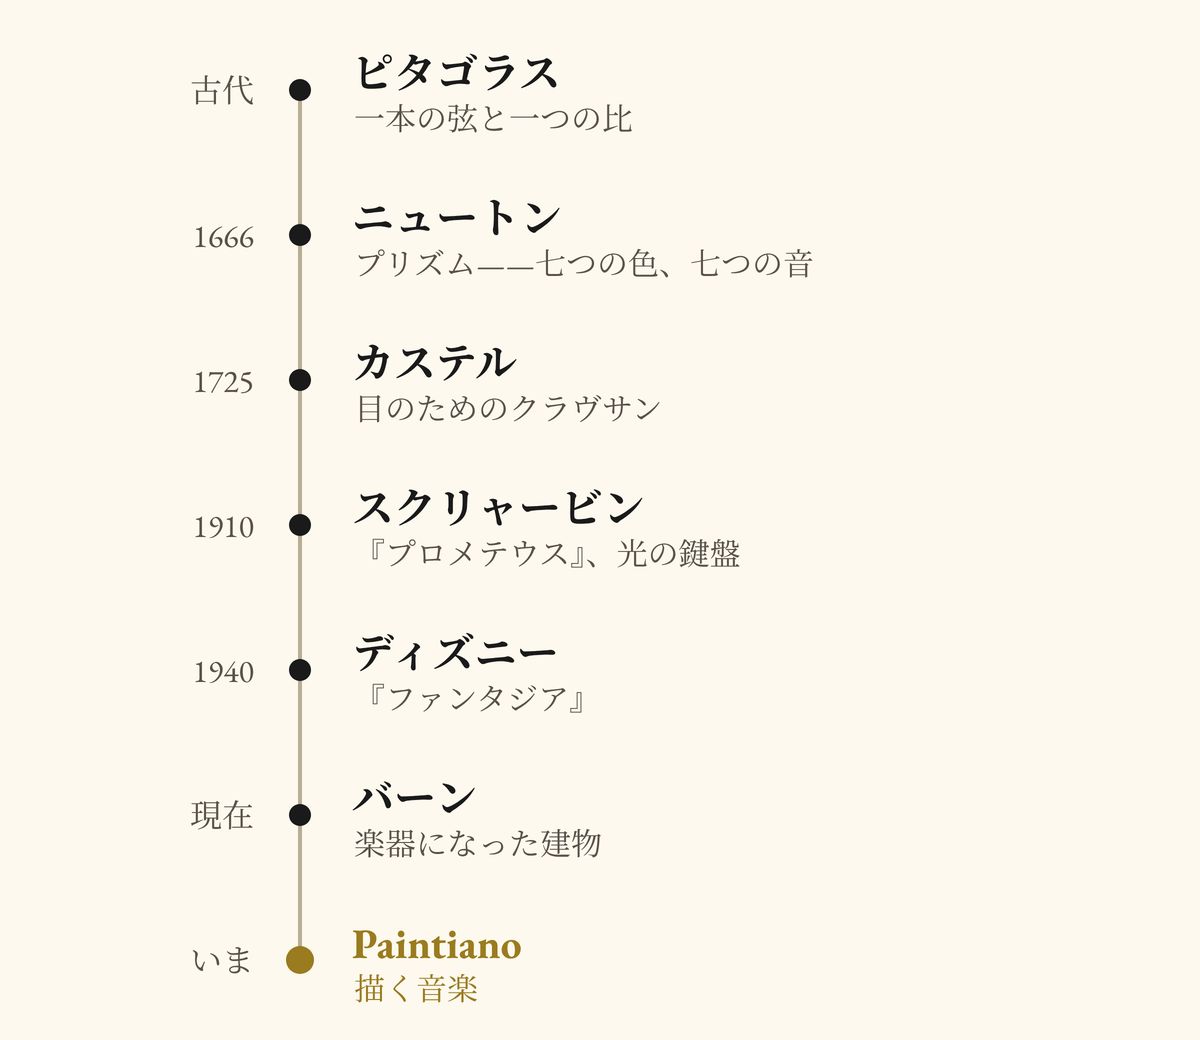 古代
ピタゴラス
一本の弦と一つの比
1666
ニュートン
プリズム——七つの色、七つの音
1725
カステル
目のためのクラヴサン
1910
スクリャービン
『プロメテウス』、光の鍵盤
1940
ディズニー
『ファンタジア』
現在
バーン
楽器になった建物
いま
Paintiano
描く音楽